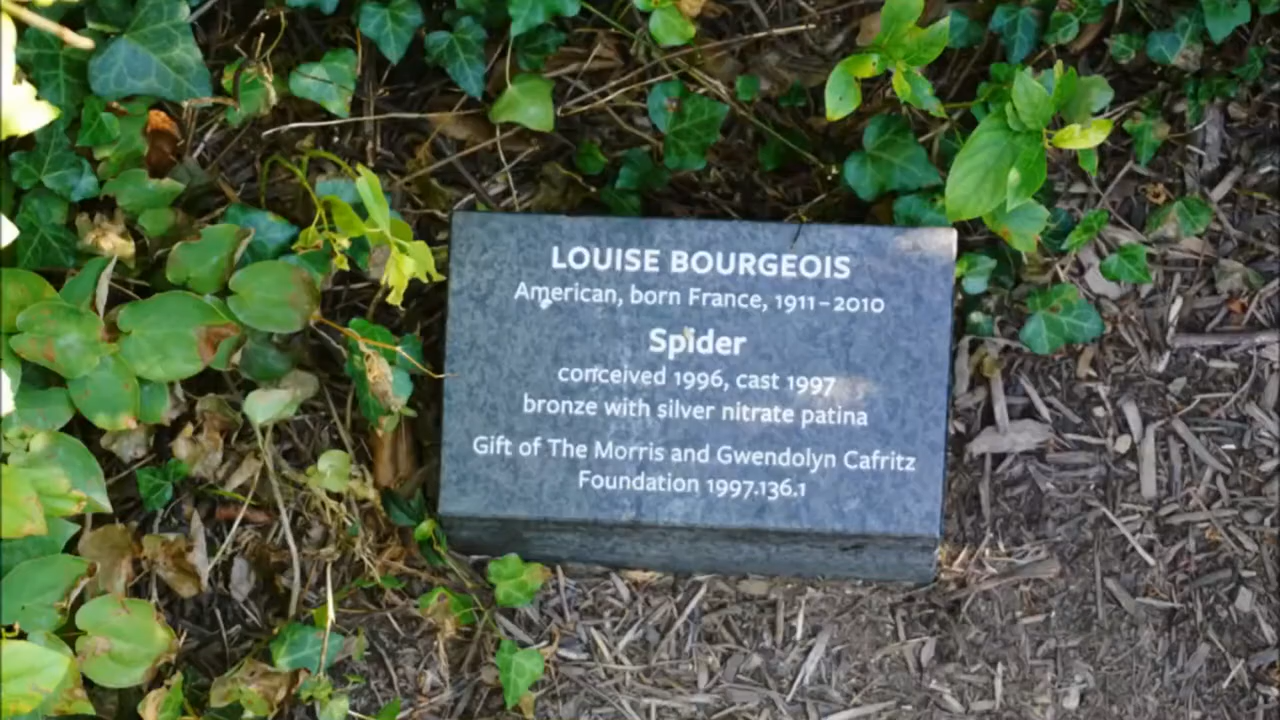 LOUISE BOURGEOIS
American, born France, 1911–2010
Spider
conceived 1996, cast 1997
bronze with silver nitrate patina
Gift of The Morris and Gwendolyn Cafritz
Foundation 1997.136.1